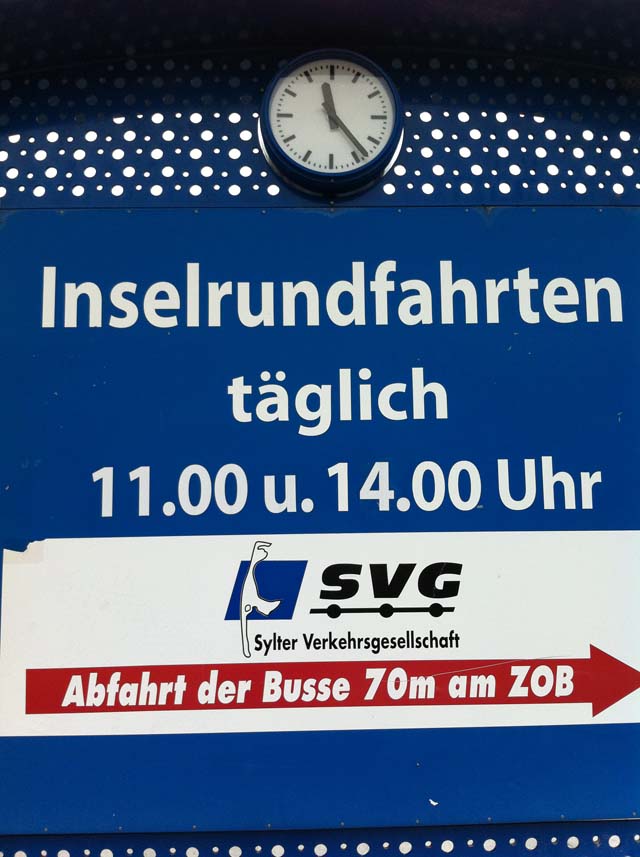 Inselrundfahrten
täglich
11.00 u. 14.00 Uhr
SVG
Sylter Verkehrsgesellschaft
Abfahrt der Busse 70m am ZOB